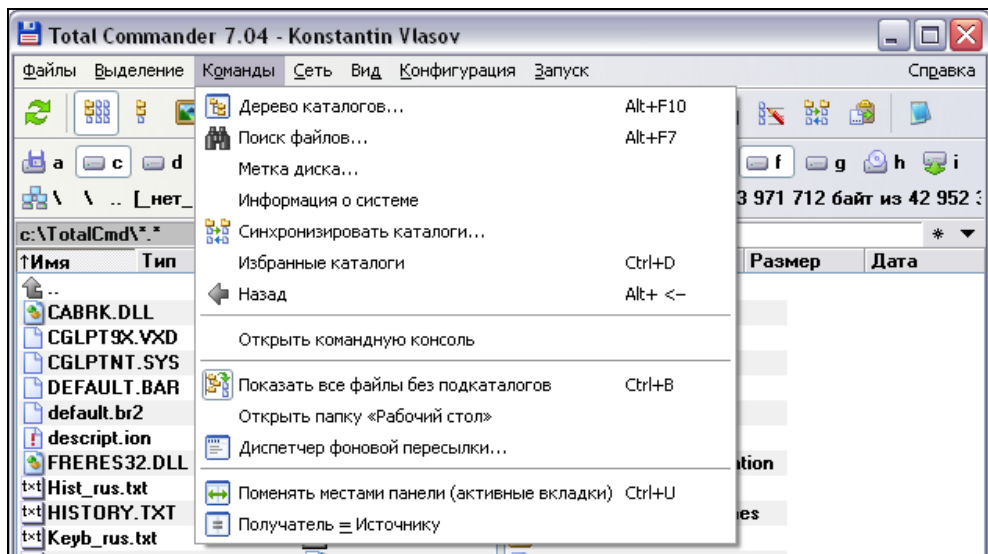 Total Commander 7.04 - Konstantin Vlasov
Файлы Выделение Команды Сеть Вид Конфигурация Запуск Справка
Дерево каталогов... Alt+F10
Поиск файлов... Alt+F7
a c d Метка диска... f g h i
\ \ .. [_нет_ Информация о системе 3 971 712 байт из 42 952
c:\TotalCmd\*.* Синхронизировать каталоги... * ▼
↑Имя Тип Избранные каталоги Ctrl+D Размер Дата
.. Назад Alt+ <-
CABRK.DLL
CGLPT9X.VXD Открыть командную консоль
CGLPTNT.SYS
DEFAULT.BAR Показать все файлы без подкаталогов Ctrl+B
default.br2 Открыть папку «Рабочий стол»
descript.ion Диспетчер фоновой пересылки...
FRERES32.DLL ation
Hist_rus.txt Поменять местами панели (активные вкладки) Ctrl+U
HISTORY.TXT es
Keyb_rus.txt Получатель = Источнику